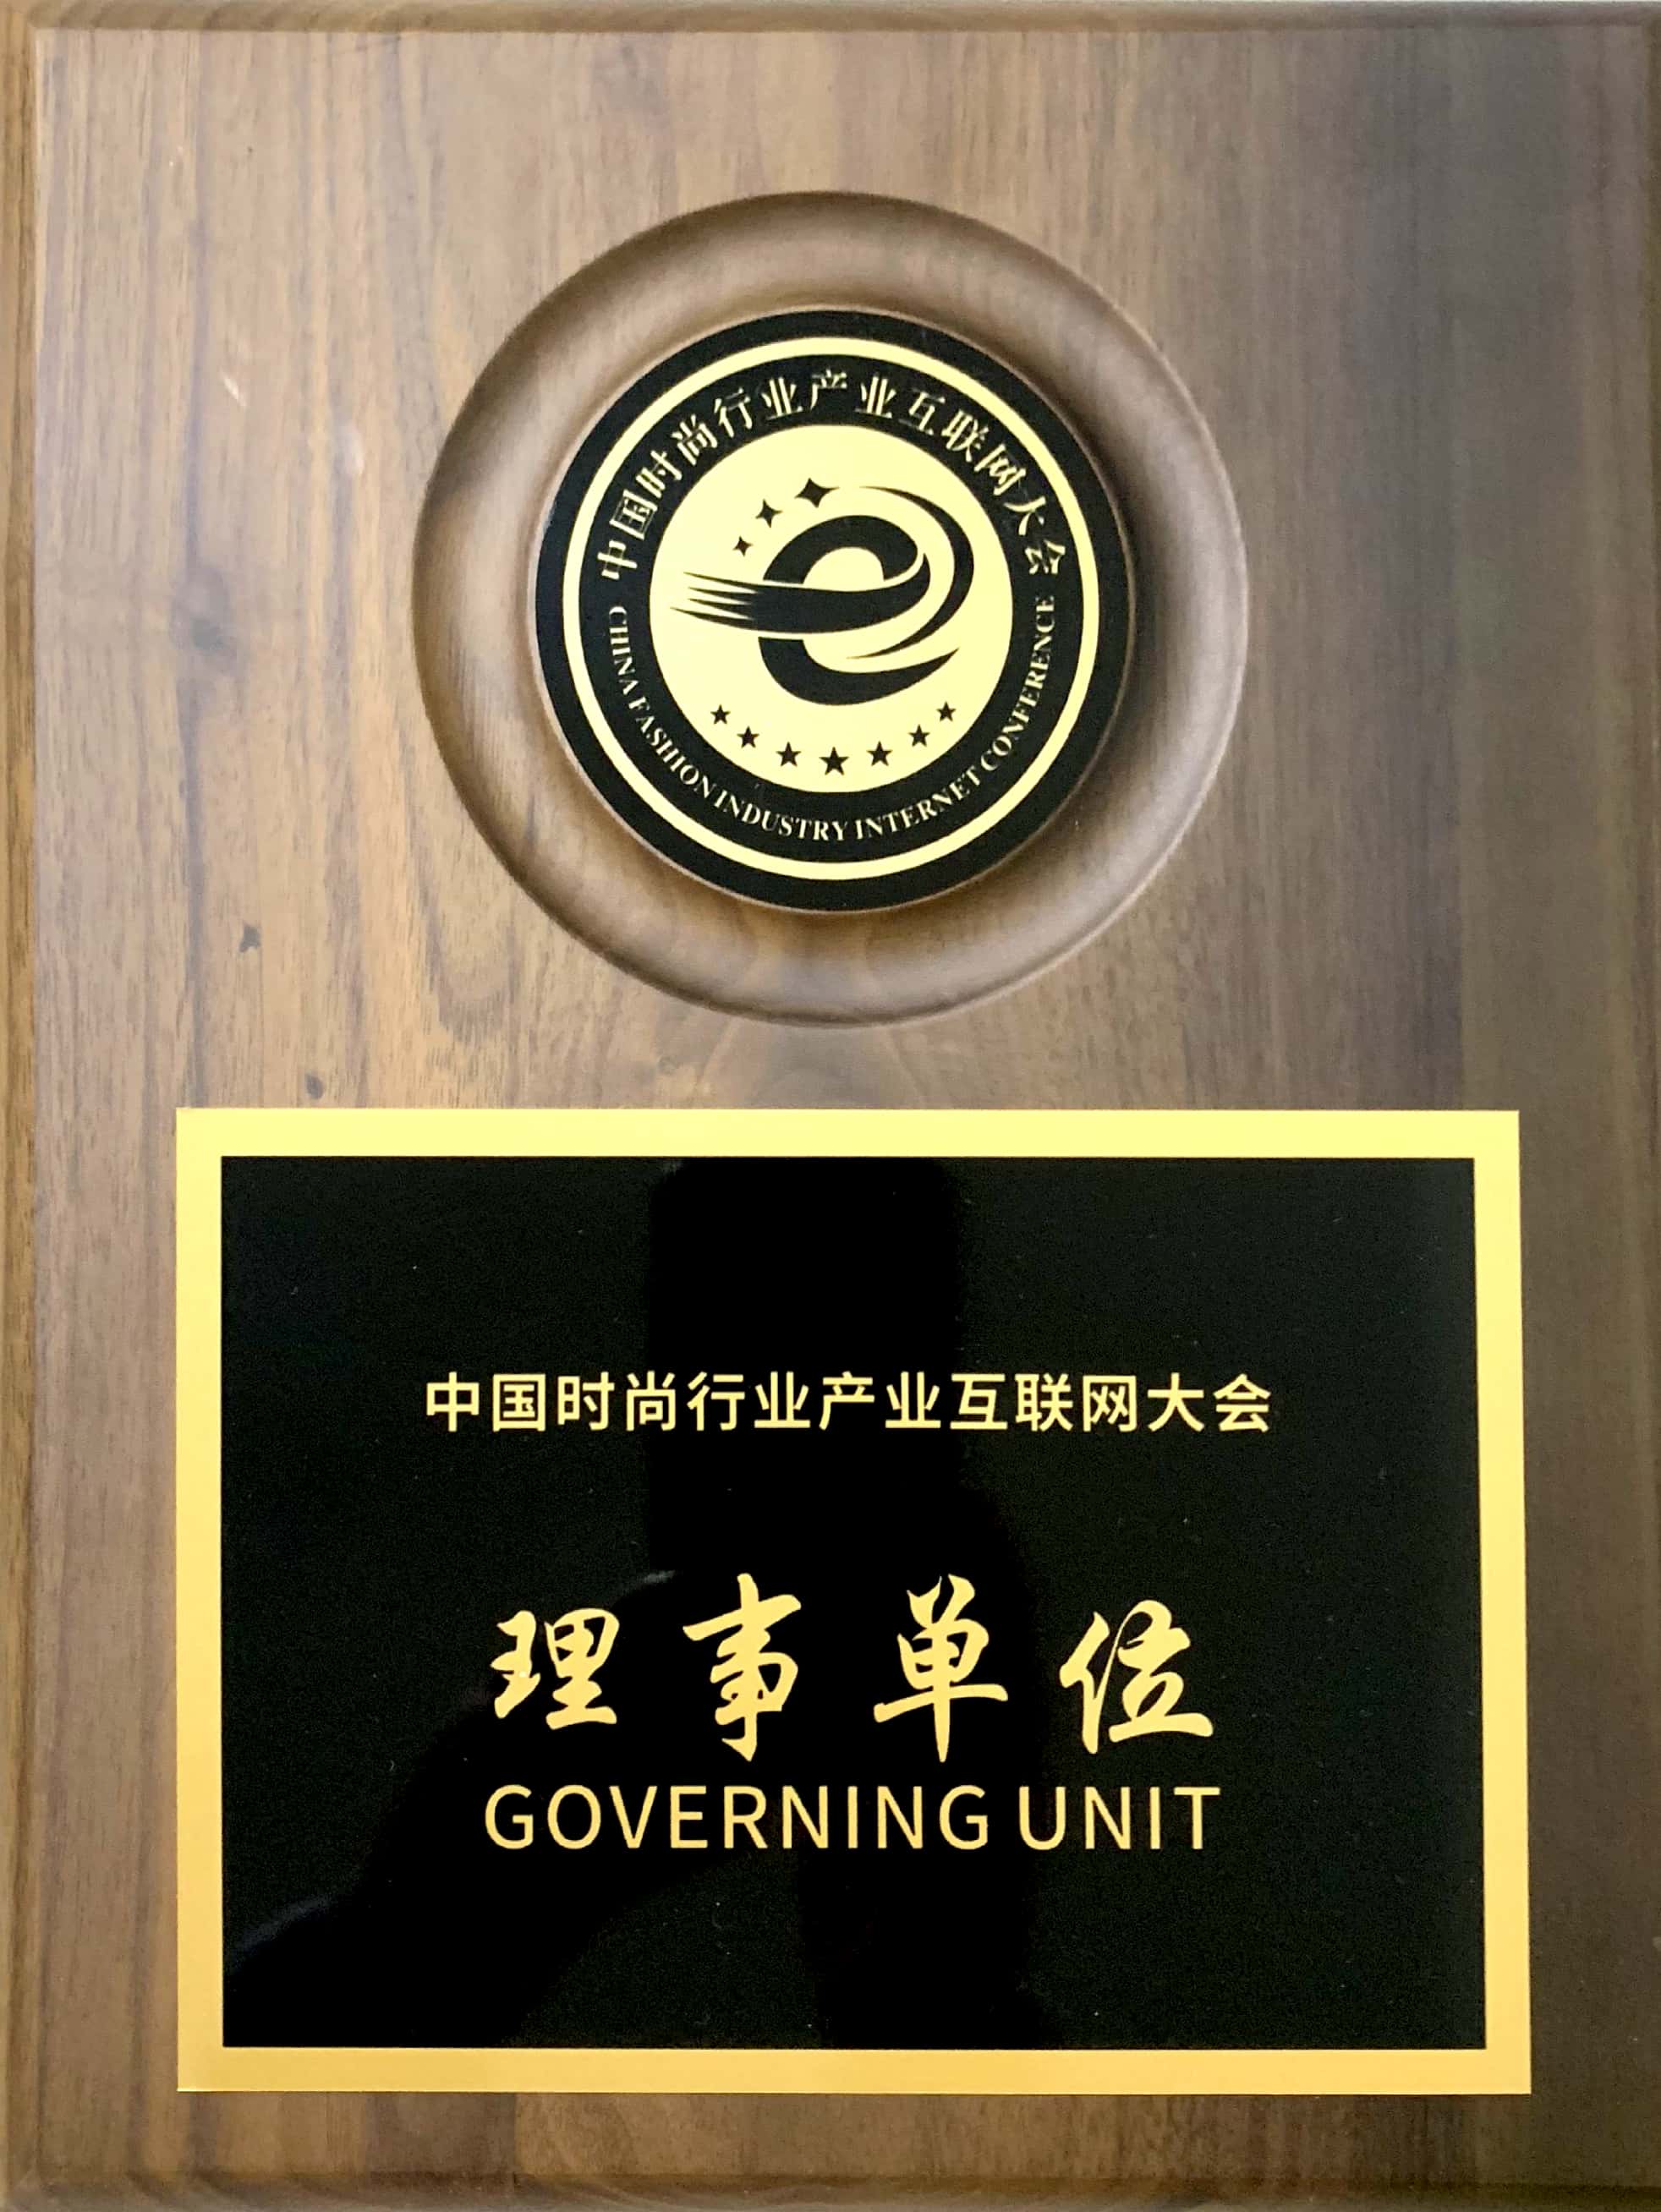 中国时尚行业产业互联网大会
CHINA FASHION INDUSTRY INTERNET CONFERENCE
中国时尚行业产业互联网大会
理事单位
GOVERNING UNIT